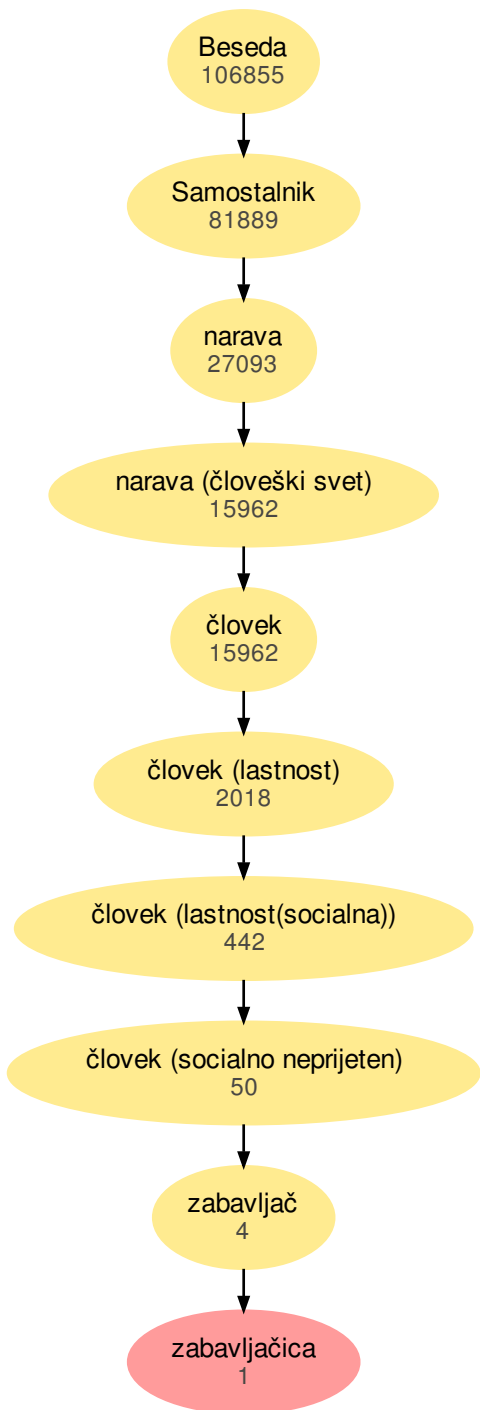 Beseda
106855
Samostalnik
81889
narava
27093
narava (človeški svet)
15962
človek
15962
človek (lastnost)
2018
človek (lastnost(socialna))
442
človek (socialno neprijeten)
50
zabavljač
4
zabavljačica
1